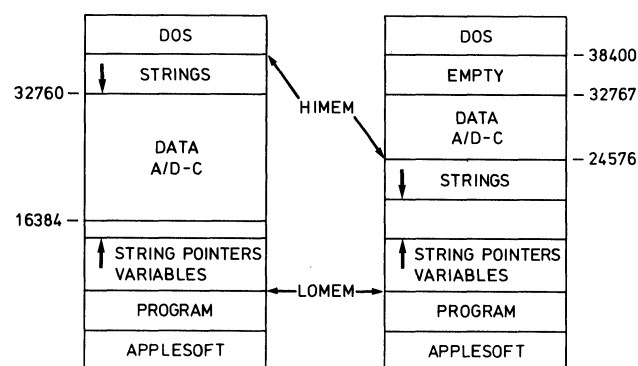 DOS
STRINGS
32760 –
DATA
A/D-C
16384 –
STRING POINTERS
VARIABLES
PROGRAM
APPLESOFT
HIMEM
LOMEM
DOS
– 38400
EMPTY
– 32767
DATA
A/D-C
– 24576
STRINGS
STRING POINTERS
VARIABLES
PROGRAM
APPLESOFT